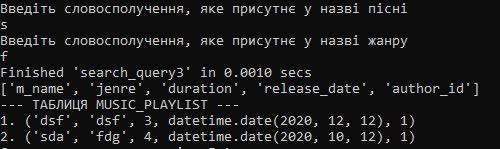 Введіть словосполучення, яке присутнє у назві пісні
s
Введіть словосполучення, яке присутнє у назві жанру
f
Finished 'search_query3' in 0.0010 secs
['m_name', 'jenre', 'duration', 'release_date', 'author_id']
--- ТАБЛИЦЯ MUSIC_PLAYLIST ---
1. ('dsf', 'dsf', 3, datetime.date(2020, 12, 12), 1)
2. ('sda', 'fdg', 4, datetime.date(2020, 10, 12), 1)